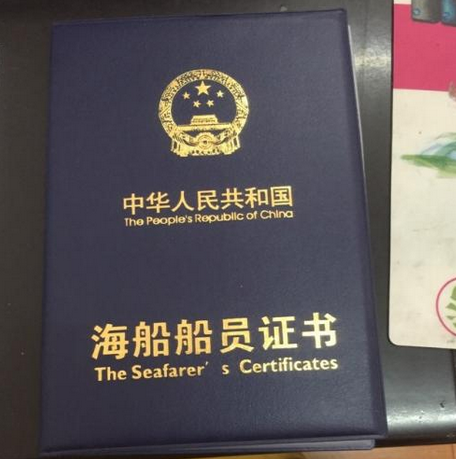 中华人民共和国
The People's Republic of China
海船船员证书
The Seafarer's Certificates